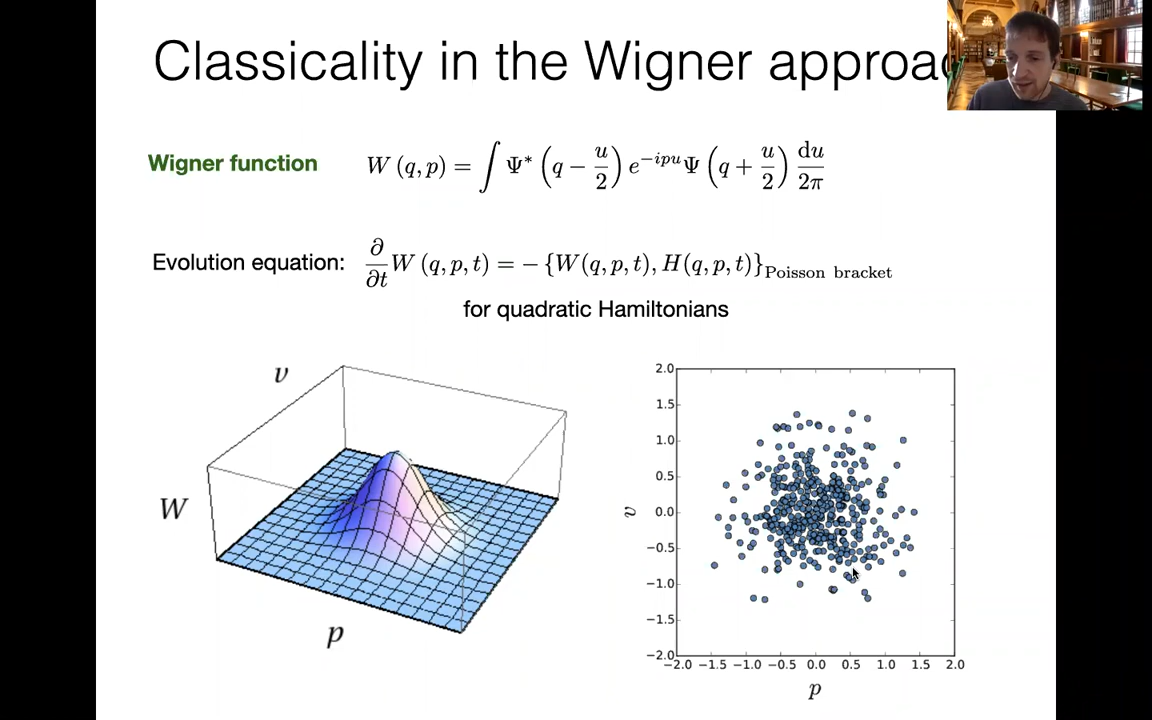 Classicality in the Wigner approac
Wigner function W (q, p) = ∫ Ψ* (q − u/2) e^{−ipu} Ψ (q + u/2) du/2π
Evolution equation: ∂/∂t W (q, p, t) = − {W(q, p, t), H(q, p, t)}_{Poisson bracket}
for quadratic Hamiltonians
v
W
p
2.0
1.5
1.0
0.5
v
0.0
−0.5
−1.0
−1.5
−2.0
−2.0 −1.5 −1.0 −0.5 0.0 0.5 1.0 1.5 2.0
p